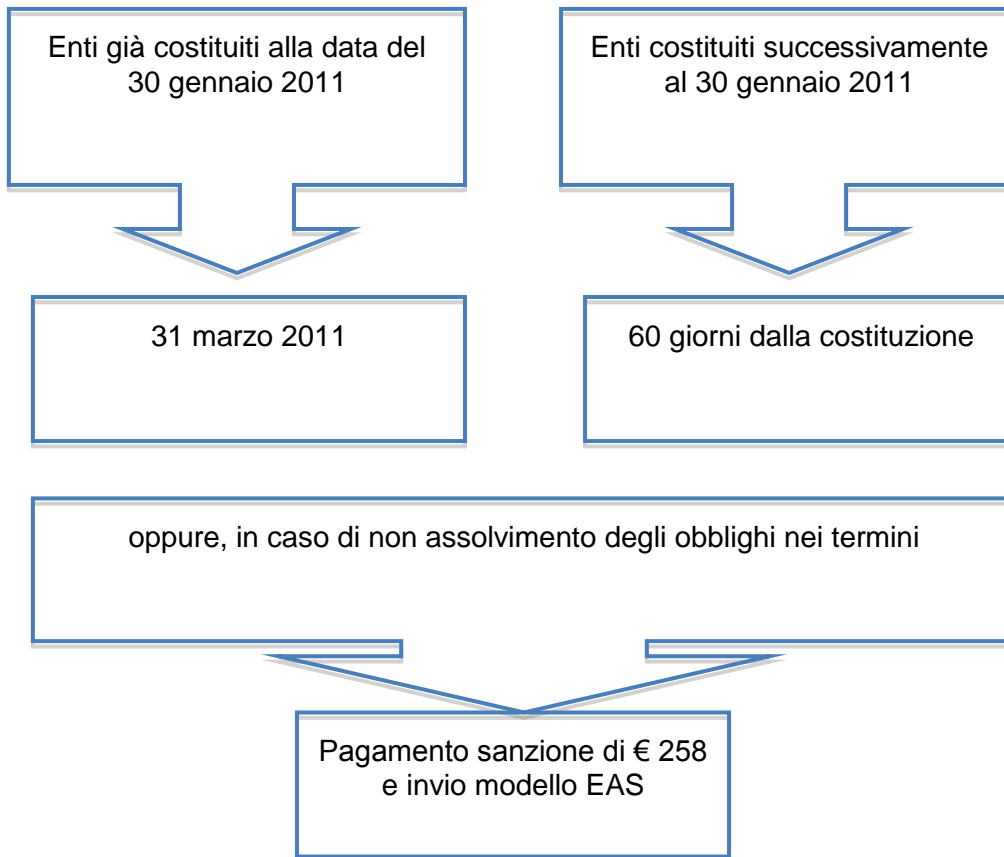 Enti già costituiti alla data del
30 gennaio 2011
Enti costituiti successivamente
al 30 gennaio 2011
31 marzo 2011
60 giorni dalla costituzione
oppure, in caso di non assolvimento degli obblighi nei termini
Pagamento sanzione di € 258
e invio modello EAS